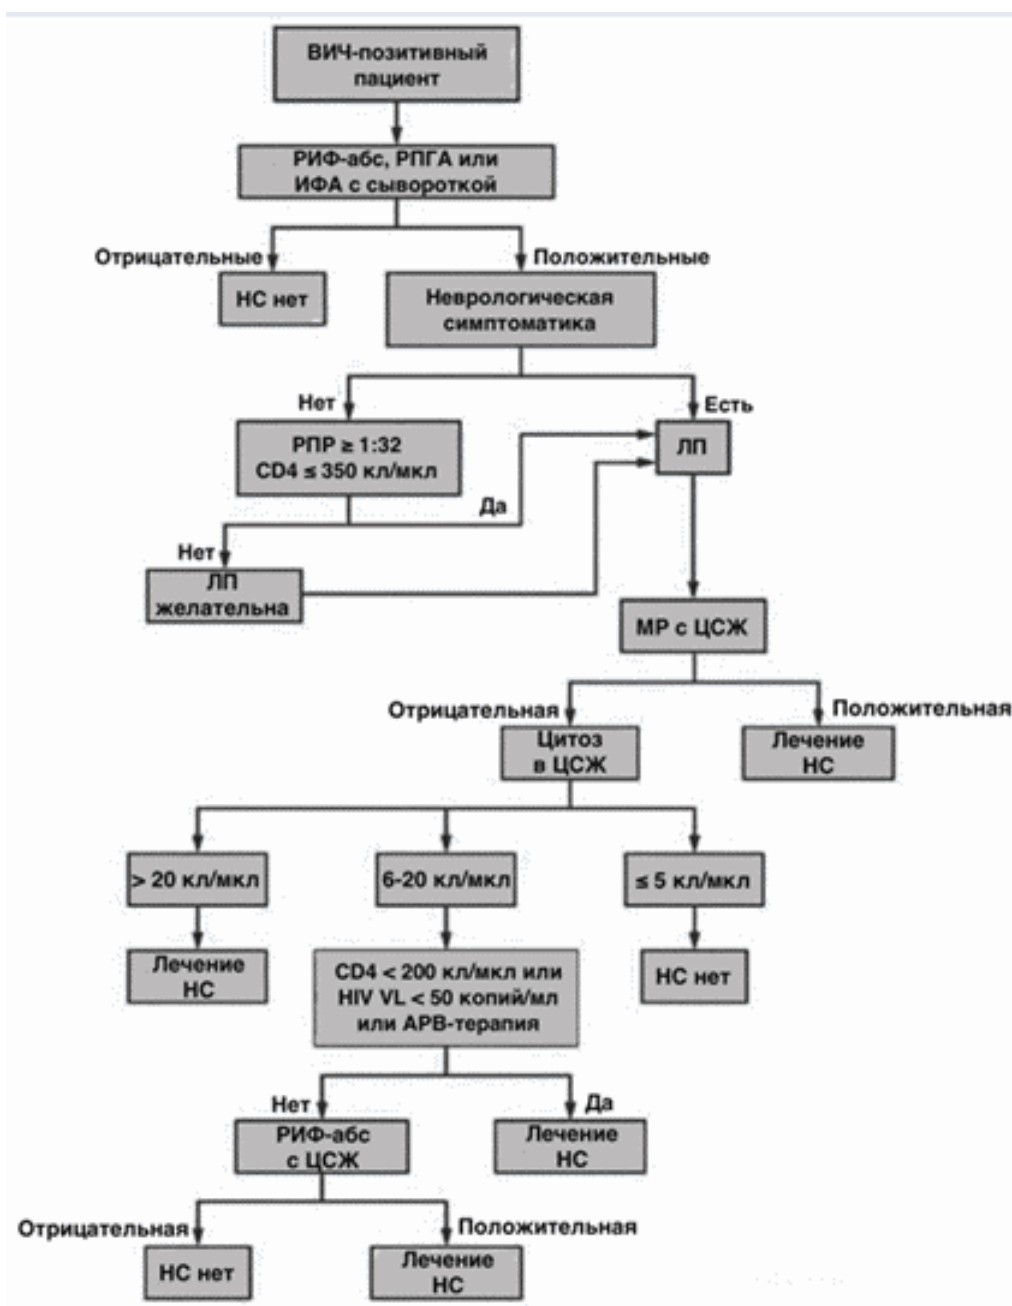 ВИЧ-позитивный
пациент
РИФ-абс, РПГА или
ИФА с сывороткой
Отрицательные
Положительные
НС нет
Неврологическая
симптоматика
Нет
Есть
РПР ≥ 1:32
CD4 ≤ 350 кл/мкл
ЛП
Да
Нет
ЛП
желательна
МР с ЦСЖ
Отрицательная
Положительная
Цитоз
в ЦСЖ
Лечение
НС
> 20 кл/мкл
6-20 кл/мкл
≤ 5 кл/мкл
Лечение
НС
CD4 < 200 кл/мкл или
HIV VL < 50 копий/мл
или АРВ-терапия
НС нет
Нет
Да
РИФ-абс
с ЦСЖ
Лечение
НС
Отрицательная
Положительная
НС нет
Лечение
НС